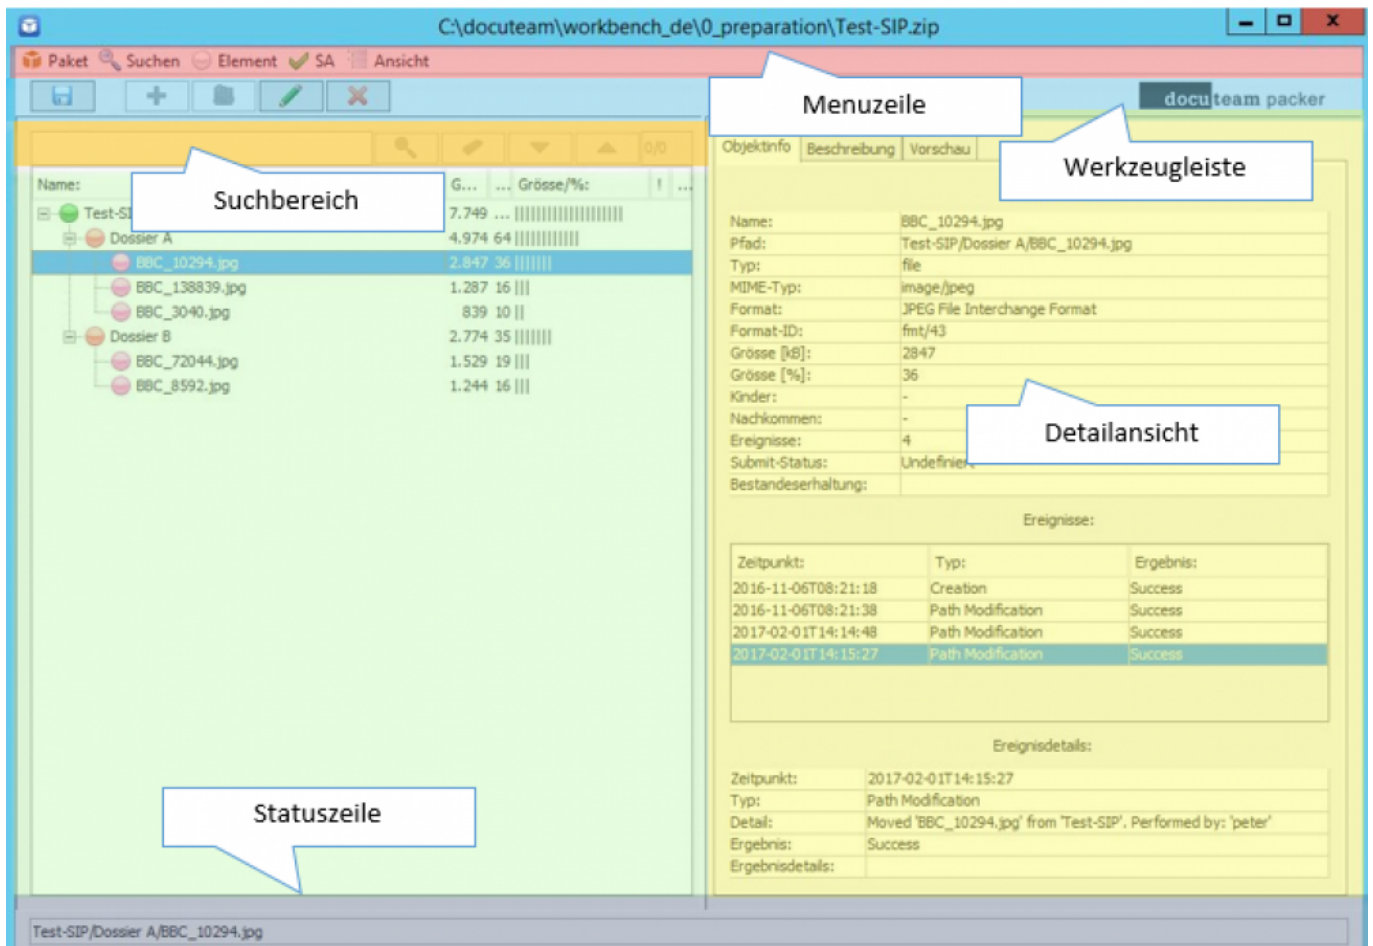 C:\docuteam\workbench_de\0_preparation\Test-SIP.zip
Paket Suchen Element SA Ansicht
Menuzeile
docuteam packer
0/0
Objektinfo Beschreibung Vorschau
Werkzeugleiste
Suchbereich
Name: G... ... Grösse/%: ! ...
Test-SI 7.749 ... ||||||||||||||||||||
Dossier A 4.974 64 ||||||||||||
BBC_10294.jpg 2.847 36 |||||||
BBC_138839.jpg 1.287 16 |||
BBC_3040.jpg 839 10 ||
Dossier B 2.774 35 |||||||
BBC_72044.jpg 1.529 19 |||
BBC_8592.jpg 1.244 16 |||
Name: BBC_10294.jpg
Pfad: Test-SIP/Dossier A/BBC_10294.jpg
Typ: file
MIME-Typ: image/jpeg
Format: JPEG File Interchange Format
Format-ID: fmt/43
Grösse [kB]: 2847
Grösse [%]: 36
Kinder: -
Nachkommen: -
Ereignisse: 4
Submit-Status: Undefiniert
Bestandeserhaltung:
Detailansicht
Ereignisse:
Zeitpunkt: Typ: Ergebnis:
2016-11-06T08:21:18 Creation Success
2016-11-06T08:21:38 Path Modification Success
2017-02-01T14:14:48 Path Modification Success
2017-02-01T14:15:27 Path Modification Success
Ereignisdetails:
Zeitpunkt: 2017-02-01T14:15:27
Typ: Path Modification
Detail: Moved 'BBC_10294.jpg' from 'Test-SIP'. Performed by: 'peter'
Ergebnis: Success
Ergebnisdetails:
Statuszeile
Test-SIP/Dossier A/BBC_10294.jpg